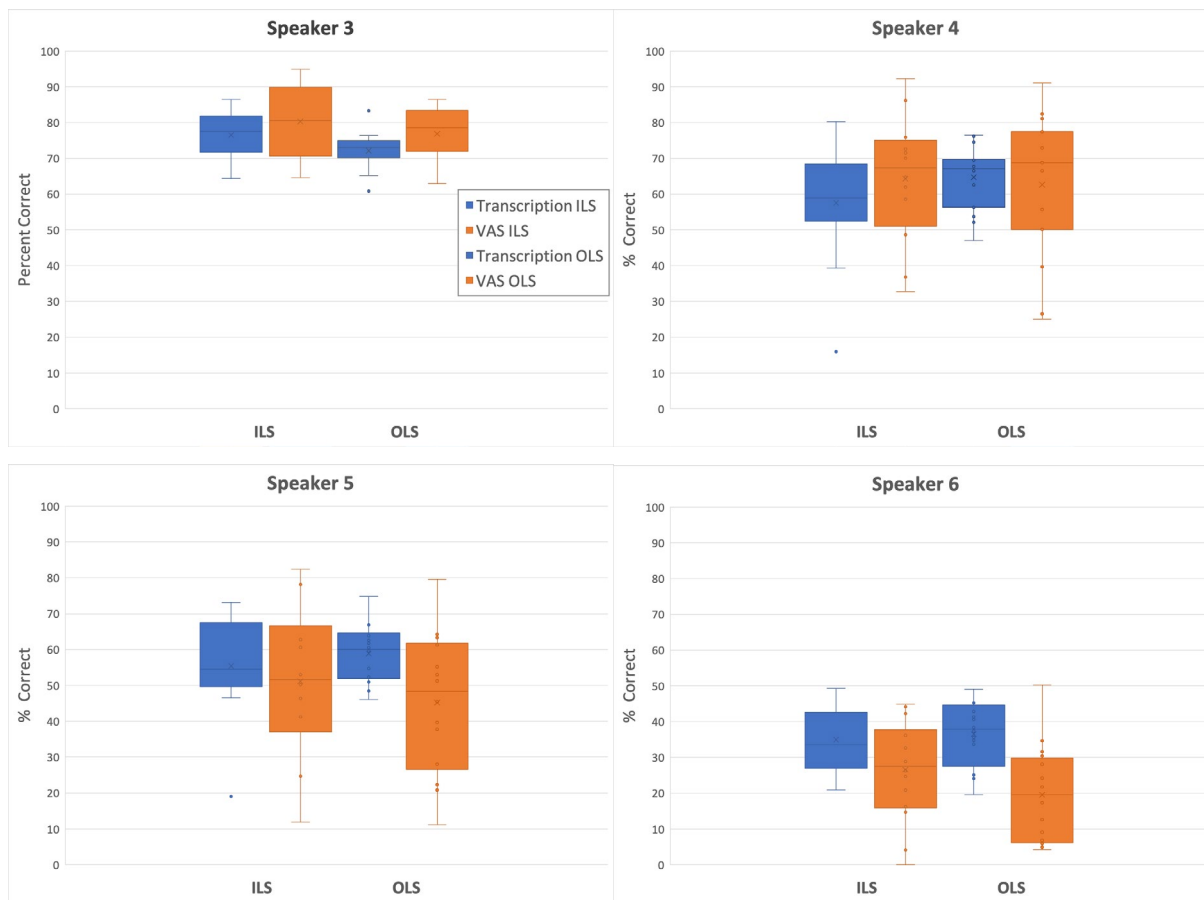 Speaker 3
100
90
80
70
60
50
40
30
20
10
0
Percent Correct
Transcription ILS
VAS ILS
Transcription OLS
VAS OLS
ILS OLS
Speaker 4
100
90
80
70
60
50
40
30
20
10
0
% Correct
ILS OLS
Speaker 5
100
90
80
70
60
50
40
30
20
10
0
% Correct
ILS OLS
Speaker 6
100
90
80
70
60
50
40
30
20
10
0
% Correct
ILS OLS